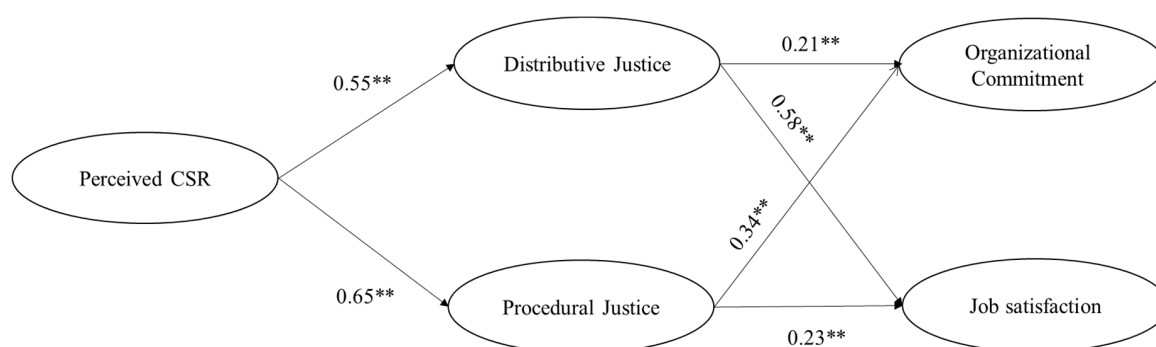 0.21**
Organizational
Commitment
Distributive Justice
0.55**
0.58**
Perceived CSR
0.34**
0.65**
Procedural Justice
Job satisfaction
0.23**